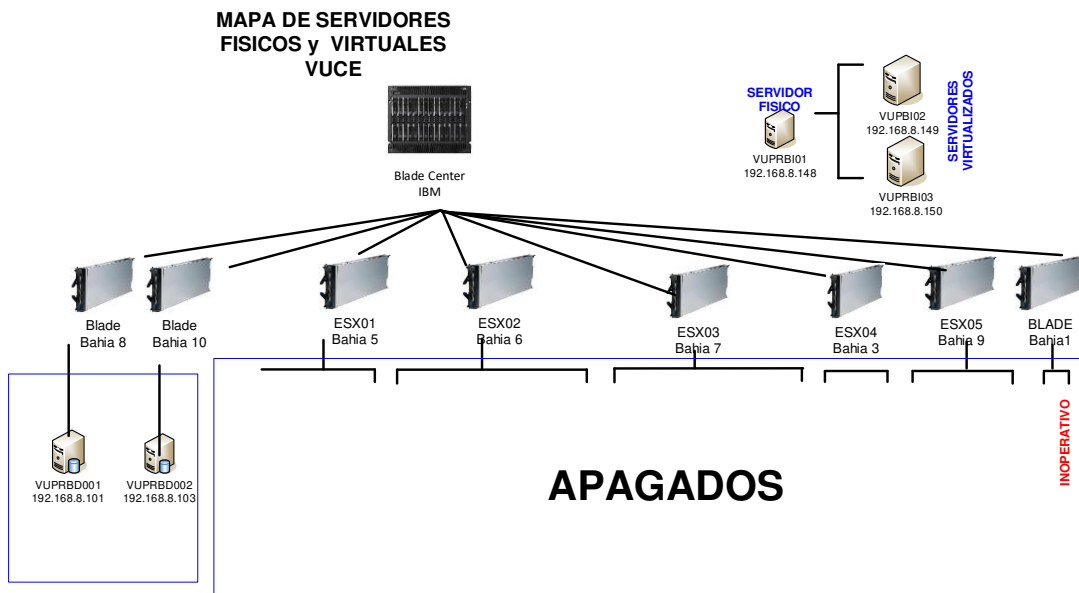 MAPA DE SERVIDORES
FISICOS y VIRTUALES
VUCE
Blade Center
IBM
SERVIDOR
FISICO
VUPRBI01
192.168.8.148
VUPBI02
192.168.8.149
VUPRBI03
192.168.8.150
SERVIDORES
VIRTUALIZADOS
Blade
Bahia 8
Blade
Bahia 10
ESX01
Bahia 5
ESX02
Bahia 6
ESX03
Bahia 7
ESX04
Bahia 3
ESX05
Bahia 9
BLADE
Bahia1
VUPRBD001
192.168.8.101
VUPRBD002
192.168.8.103
APAGADOS
INOPERATIVO